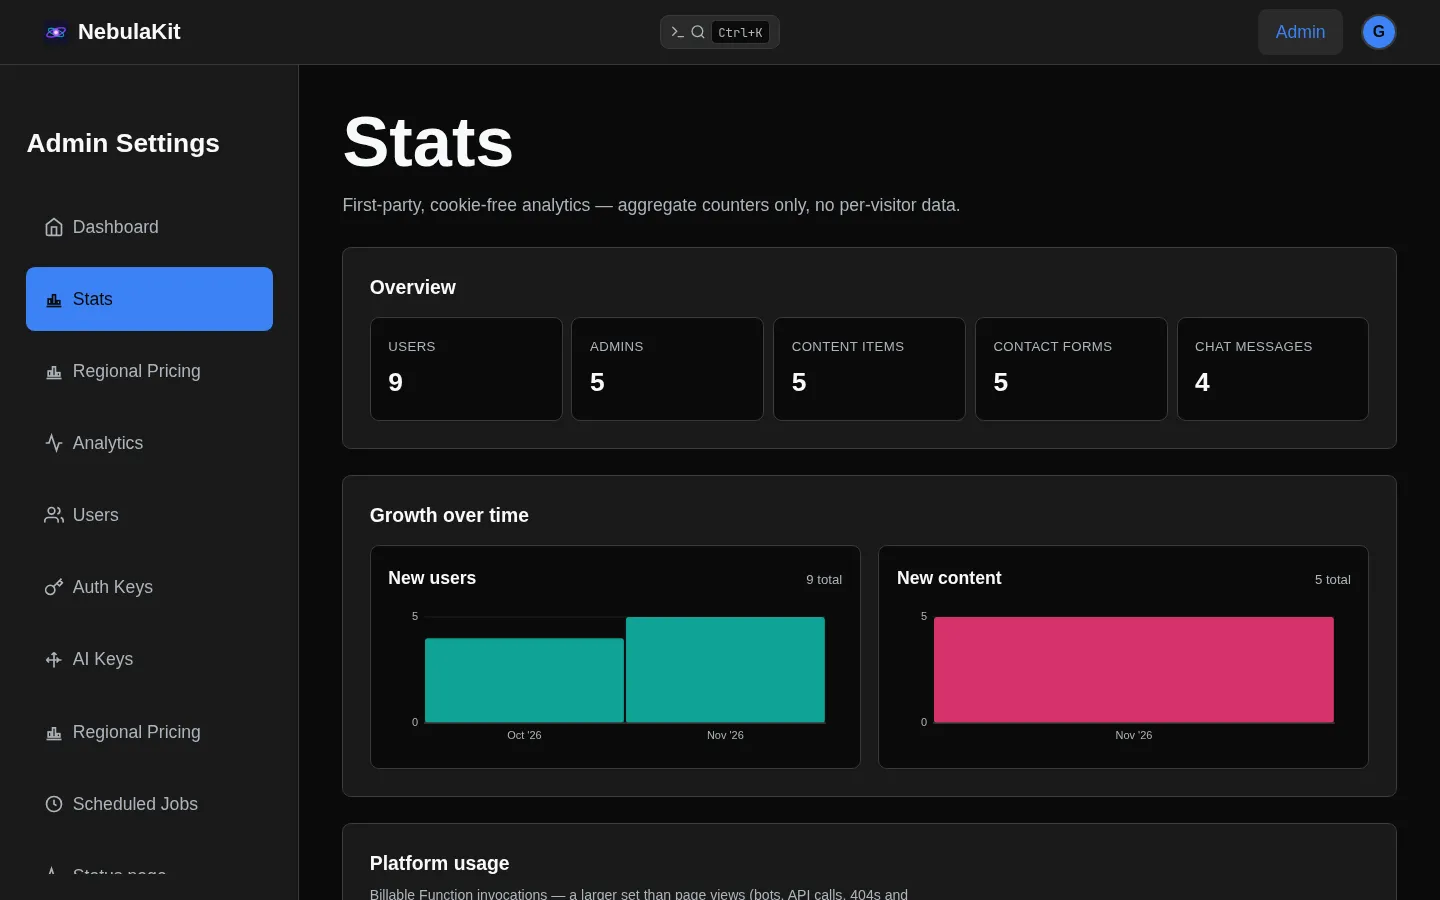 NebulaKit
Ctrl+K
Admin
G
Admin Settings
Dashboard
Stats
Regional Pricing
Analytics
Users
Auth Keys
AI Keys
Regional Pricing
Scheduled Jobs
Status page
Stats
First-party, cookie-free analytics — aggregate counters only, no per-visitor data.
Overview
USERS
9
ADMINS
5
CONTENT ITEMS
5
CONTACT FORMS
5
CHAT MESSAGES
4
Growth over time
New users
9 total
5
0
Oct '26
Nov '26
New content
5 total
5
0
Nov '26
Platform usage
Billable Function invocations — a larger set than page views (bots, API calls, 404s and